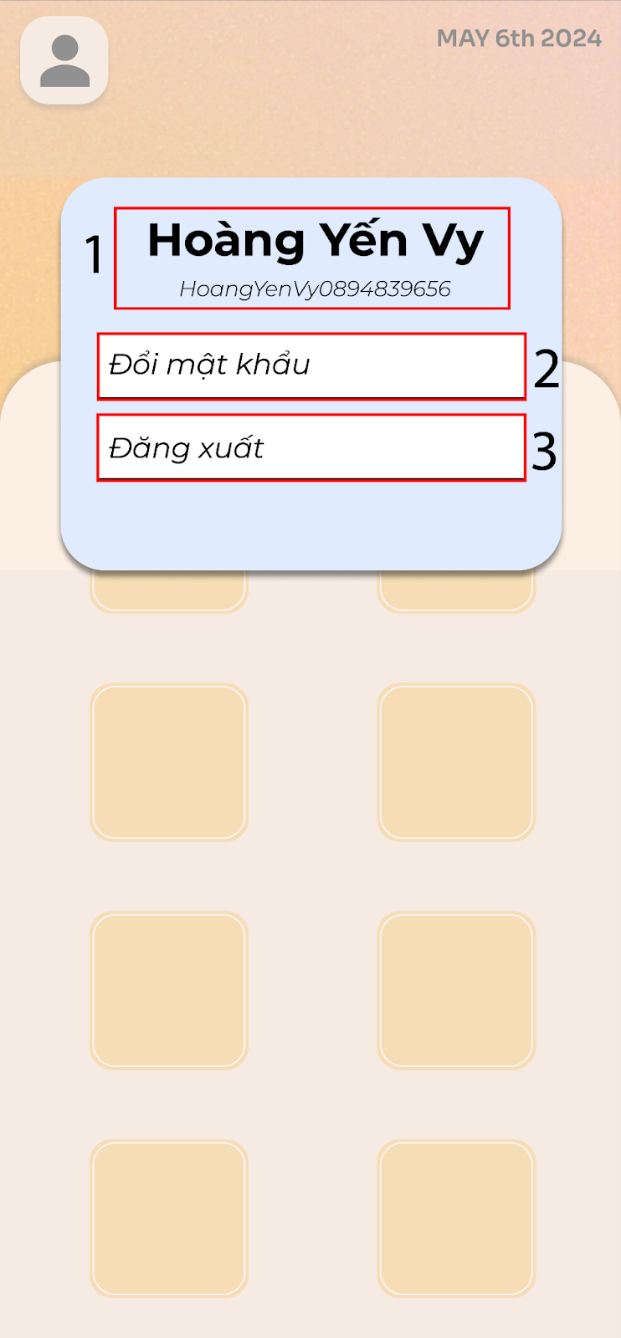 MAY 6th 2024
1
Hoàng Yến Vy
HoangYenVy0894839656
Đổi mật khẩu
2
Đăng xuất
3